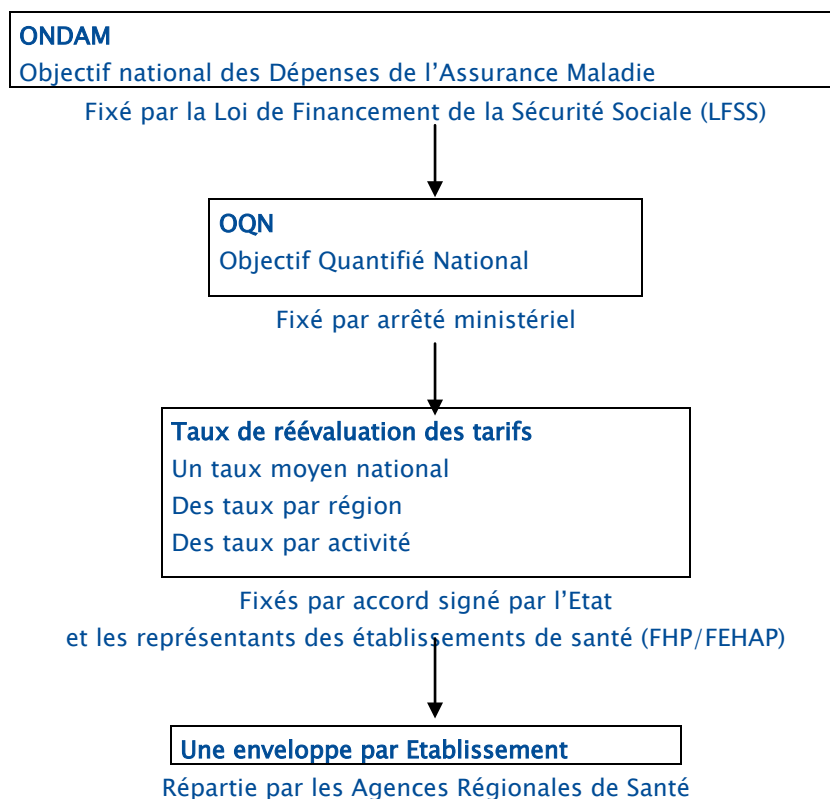 ONDAM
Objectif national des Dépenses de l’Assurance Maladie
Fixé par la Loi de Financement de la Sécurité Sociale (LFSS)
OQN
Objectif Quantifié National
Fixé par arrêté ministériel
Taux de réévaluation des tarifs
Un taux moyen national
Des taux par région
Des taux par activité
Fixés par accord signé par l’Etat
et les représentants des établissements de santé (FHP/FEHAP)
Une enveloppe par Etablissement
Répartie par les Agences Régionales de Santé